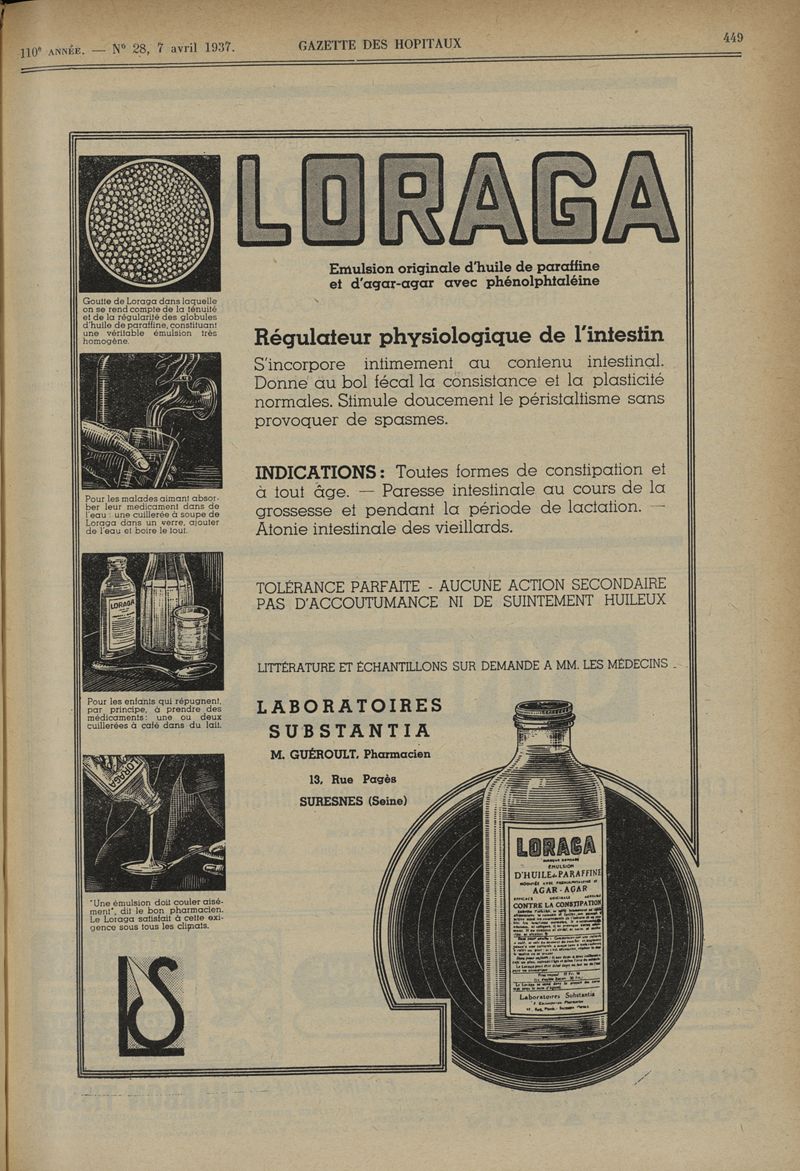 110e ANNÉE. — No 28, 7 avril 1937.
GAZETTE DES HOPITAUX
449
LORAGA
Emulsion originale d'huile de paraffine
et d'agar-agar avec phénolphtaléine
Goutte de Loraga dans laquelle
on se rend compte de la ténuité
et de la régularité des globules
d'huile de paraffine, constituant
une véritable émulsion très
homogène.
Régulateur physiologique de l'intestin
S'incorpore intimement au contenu intestinal.
Donne au bol fécal la consistance et la plasticité
normales. Stimule doucement le péristaltisme sans
provoquer de spasmes.
Pour les malades aimant absor-
ber leur medicament dans de
l'eau : une cuillerée à soupe de
Loraga dans un verre, ajouter
de l'eau et boire le tout.
INDICATIONS : Toutes formes de constipation et
à tout âge. — Paresse intestinale au cours de la
grossesse et pendant la période de lactation. —
Atonie intestinale des vieillards.
LORAGA
TOLÉRANCE PARFAITE - AUCUNE ACTION SECONDAIRE
PAS D'ACCOUTUMANCE NI DE SUINTEMENT HUILEUX
LITTÉRATURE ET ÉCHANTILLONS SUR DEMANDE A MM. LES MÉDECINS
Pour les enfants qui répugnent,
par principe, à prendre des
médicaments : une ou deux
cuillerées à café dans du lait.
LABORATOIRES
SUBSTANTIA
M. GUÉROULT, Pharmacien
13, Rue Pagès
SURESNES (Seine)
LORAGA
"Une émulsion doit couler aisé-
ment", dit le bon pharmacien.
Le Loraga satisfait à cette exi-
gence sous tous les climats.
LS
LORAGA
EMULSION
D'HUILE DE PARAFFINE
AGAR-AGAR
CONTRE LA CONSTIPATION
Laboratoires Substantia